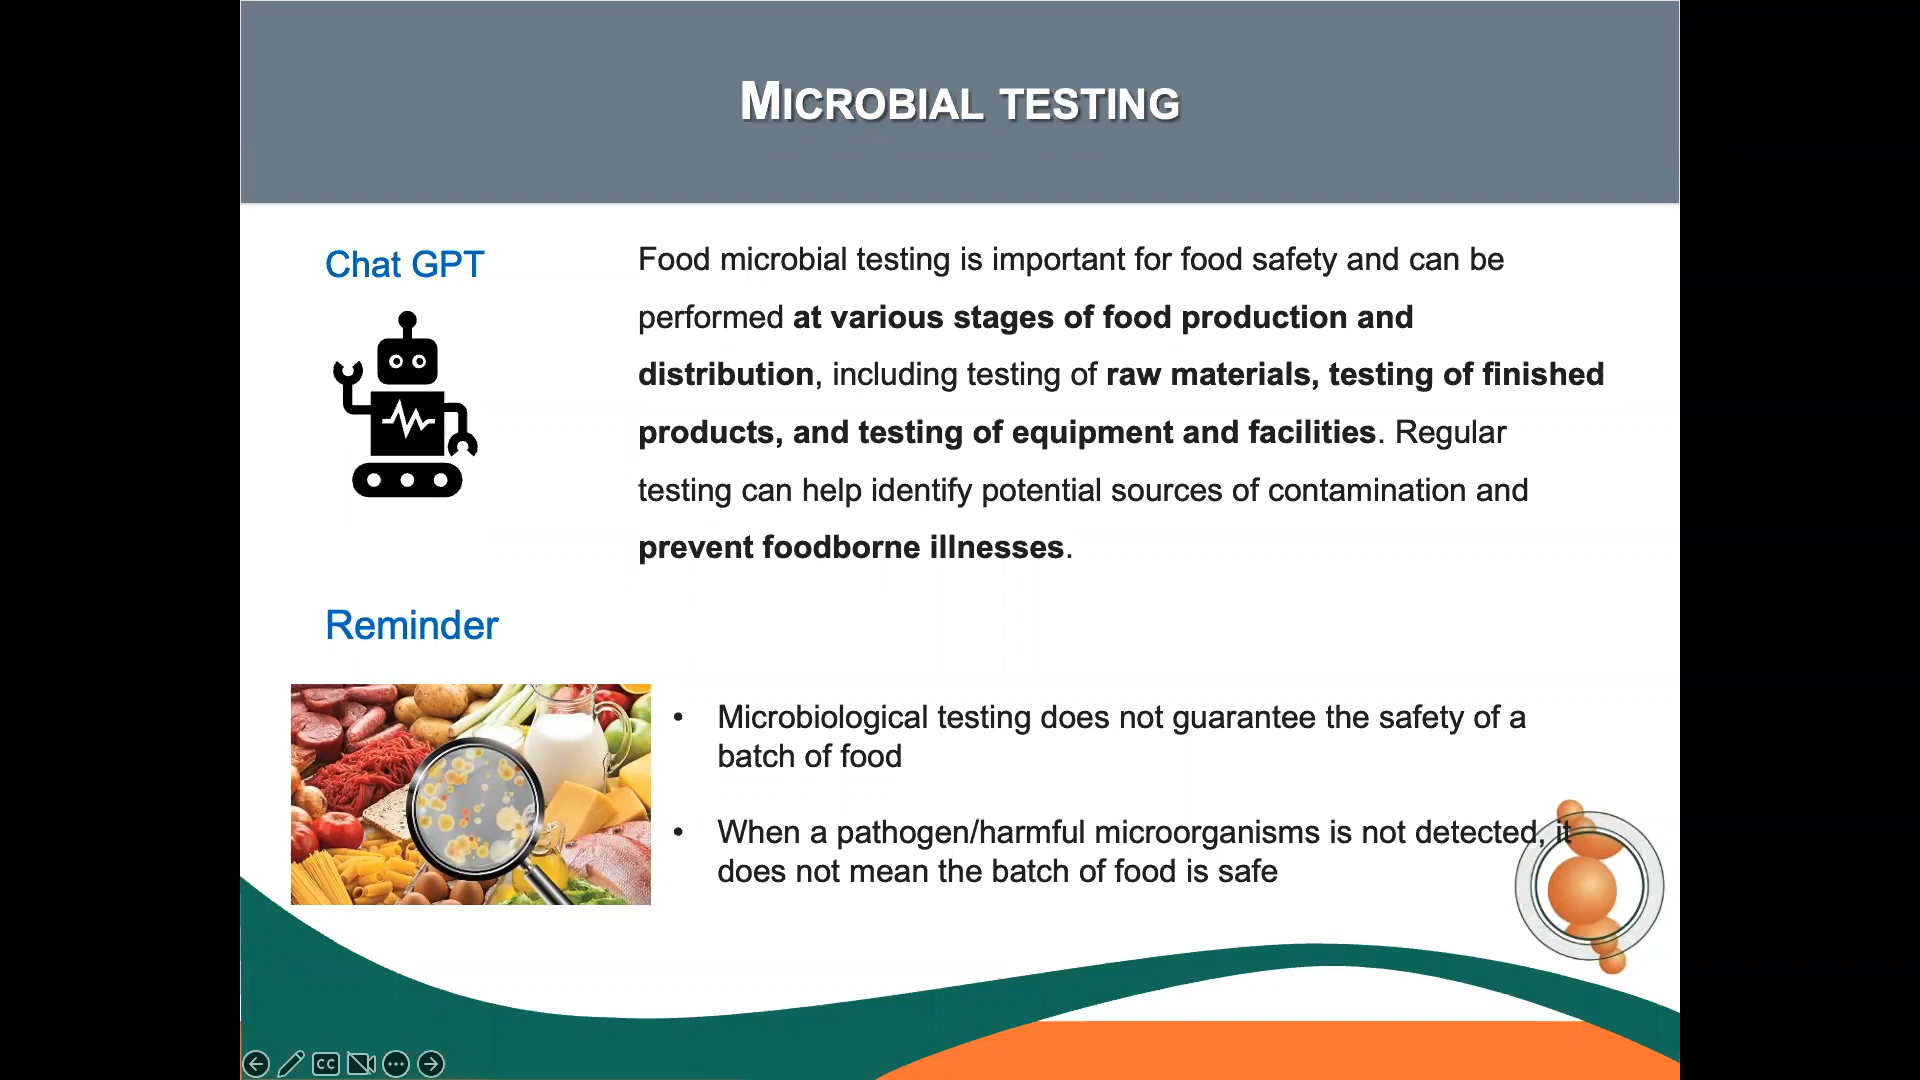 MICROBIAL TESTING
Chat GPT
Food microbial testing is important for food safety and can be
performed at various stages of food production and
distribution, including testing of raw materials, testing of finished
products, and testing of equipment and facilities. Regular
testing can help identify potential sources of contamination and
prevent foodborne illnesses.
Reminder
• Microbiological testing does not guarantee the safety of a
batch of food
• When a pathogen/harmful microorganisms is not detected, it
does not mean the batch of food is safe
CC